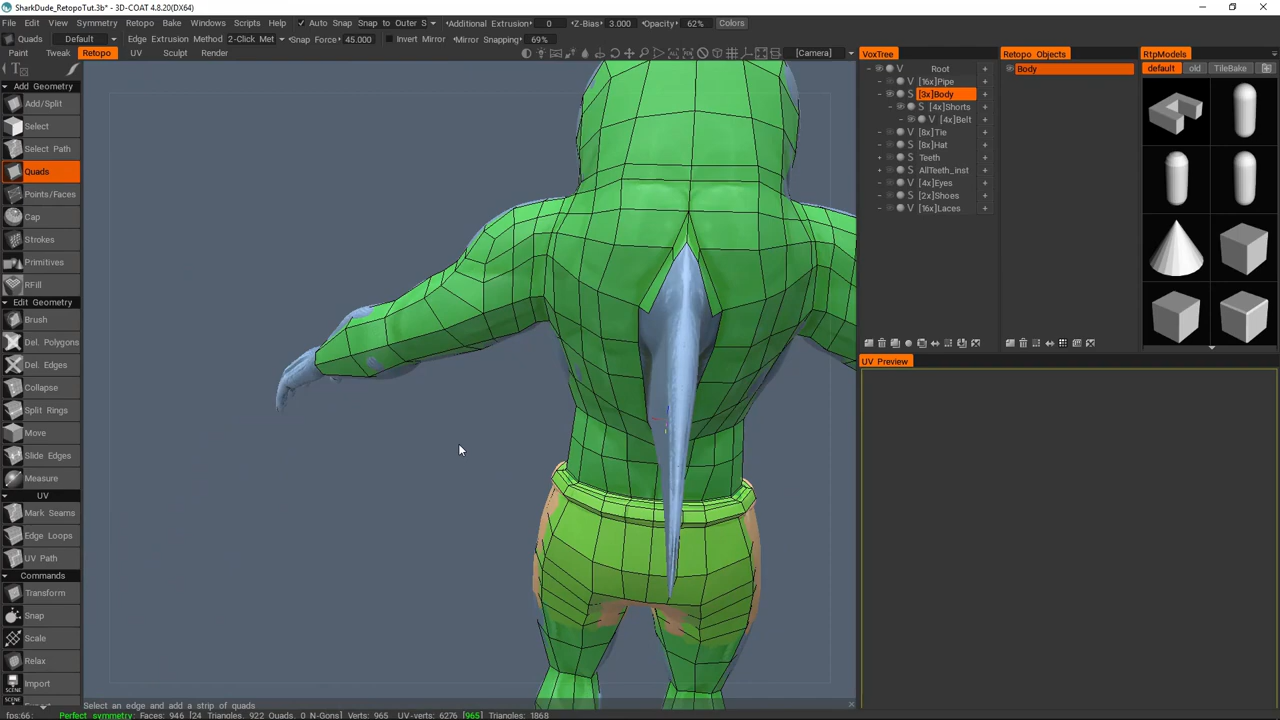 SharkDude_RetopoTut.3b* - 3D-COAT 4.8.20(DX64)
File Edit View Symmetry Retopo Bake Windows Scripts Help Auto Snap Snap to Outer S Additional Extrusion 0 Z-Bias 3.000 Opacity 62% Colors
Quads Default Edge Extrusion Method 2-Click Met Snap Force 45.000 Invert Mirror Mirror Snapping 69%
Paint Tweak Retopo UV Sculpt Render [Camera] VoxTree Retopo Objects RtpModels
Root Body default old TileBake
Add Geometry
Add/Split
Select
Select Path
Quads
Points/Faces
Cap
Strokes
Primitives
RFill
Edit Geometry
Brush
Del. Polygons
Del. Edges
Collapse
Split Rings
Move
Slide Edges
Measure
UV
Mark Seams
Edge Loops
UV Path
Commands
Transform
Snap
Scale
Relax
SCENE Import
SCENE
V Root +
V [16x]Pipe +
S [3x]Body +
S [4x]Shorts +
V [4x]Belt +
V [8x]Tie +
S [8x]Hat +
S Teeth +
S AllTeeth_inst +
V [4x]Eyes +
S [2x]Shoes +
V [16x]Laces +
UV Preview
Select an edge and add a strip of quads
fps:66; Perfect symmetry; Faces: 946 [24 Triangles, 922 Quads, 0 N-Gons] Verts: 965 UV-verts: 6276 [965] Triangles: 1868